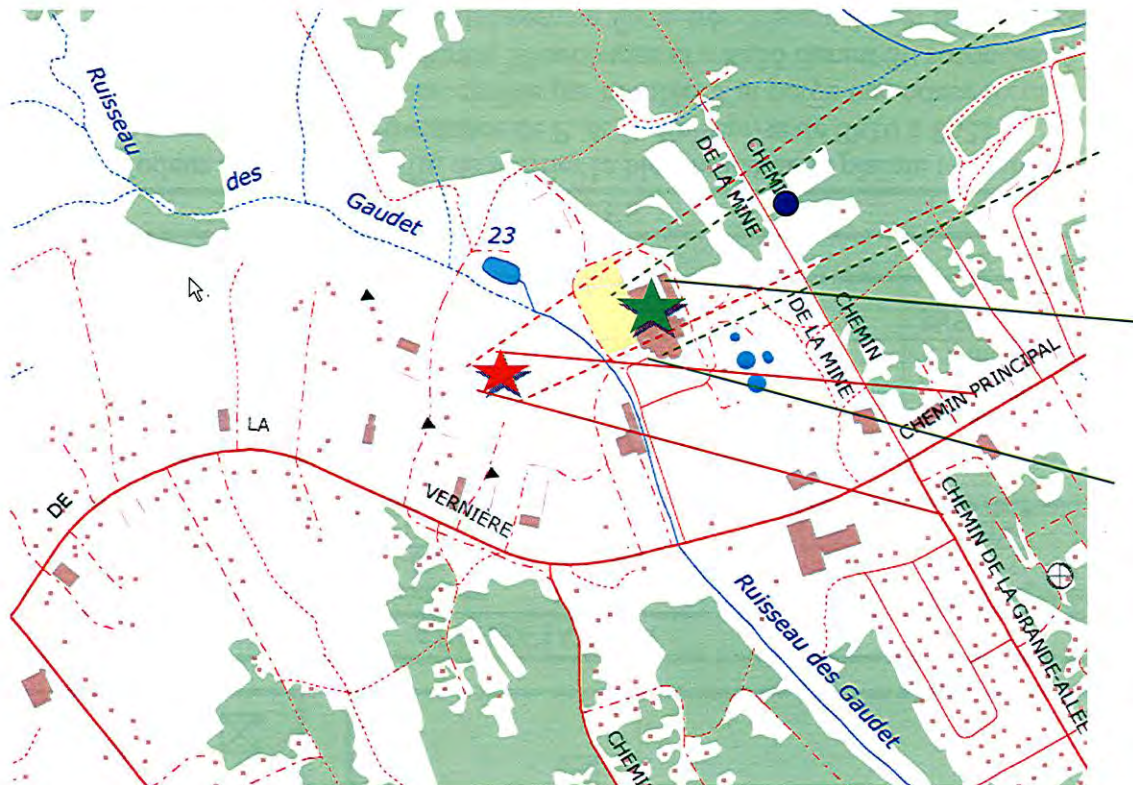 Ruisseau
des
Gaudet
23
CHEMIN
DE LA MINE
CHEMIN
DE LA MINE
CHEMIN PRINCIPAL
LA
DE
VERNIÈRE
CHEMIN DE LA GRANDE-ALLÉE
Ruisseau des Gaudet
CHEMIN